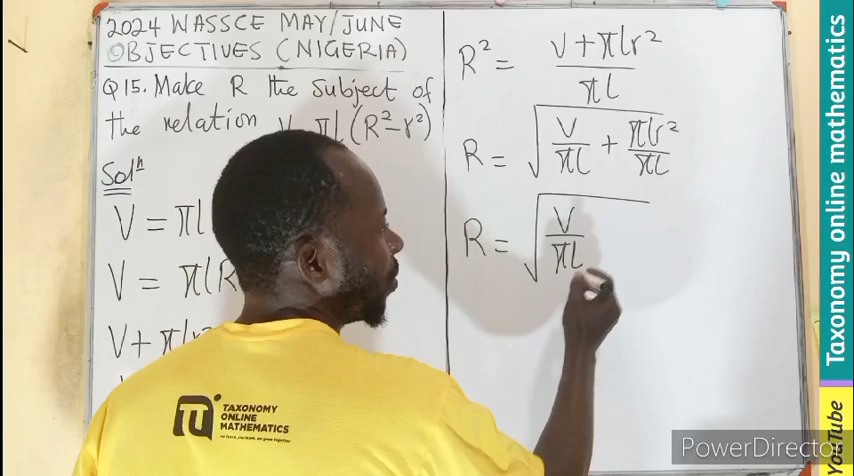 2024 WASSCE MAY/JUNE
OBJECTIVES (NIGERIA)
Q15. Make R the subject of
the relation V πl(R²-r²)
Solⁿ
V = πl
V = πlR
V + πlr²
R² = (V + πlr²)/(πl)
R = √(V/(πl) + πlr²/(πl))
R = √(V/(πl)
TAXONOMY
ONLINE
MATHEMATICS
Taxonomy online mathematics
YouTube
PowerDirector